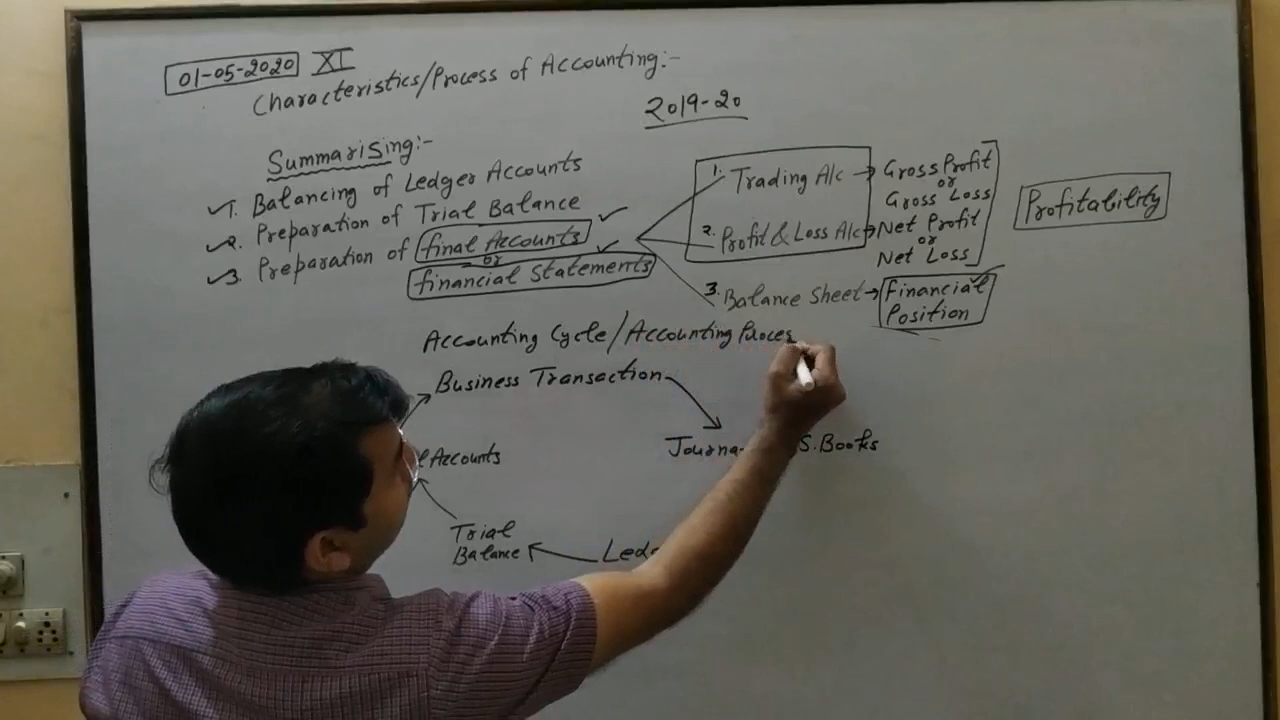 01-05-2020 XI
Characteristics/Process of Accounting:-
2019-20
Summarising:-
1. Balancing of Ledger Accounts
2. Preparation of Trial Balance
3. Preparation of final Accounts
or
financial Statements
1. Trading A/c → Gross Profit
or
Gross Loss
2. Profit & Loss A/c → Net Profit
or
Net Loss
Profitability
3. Balance Sheet → Financial
Position
Accounting Cycle/Accounting Proces
Business Transaction
Journa
S. Books
Accounts
Trial
Balance
Led